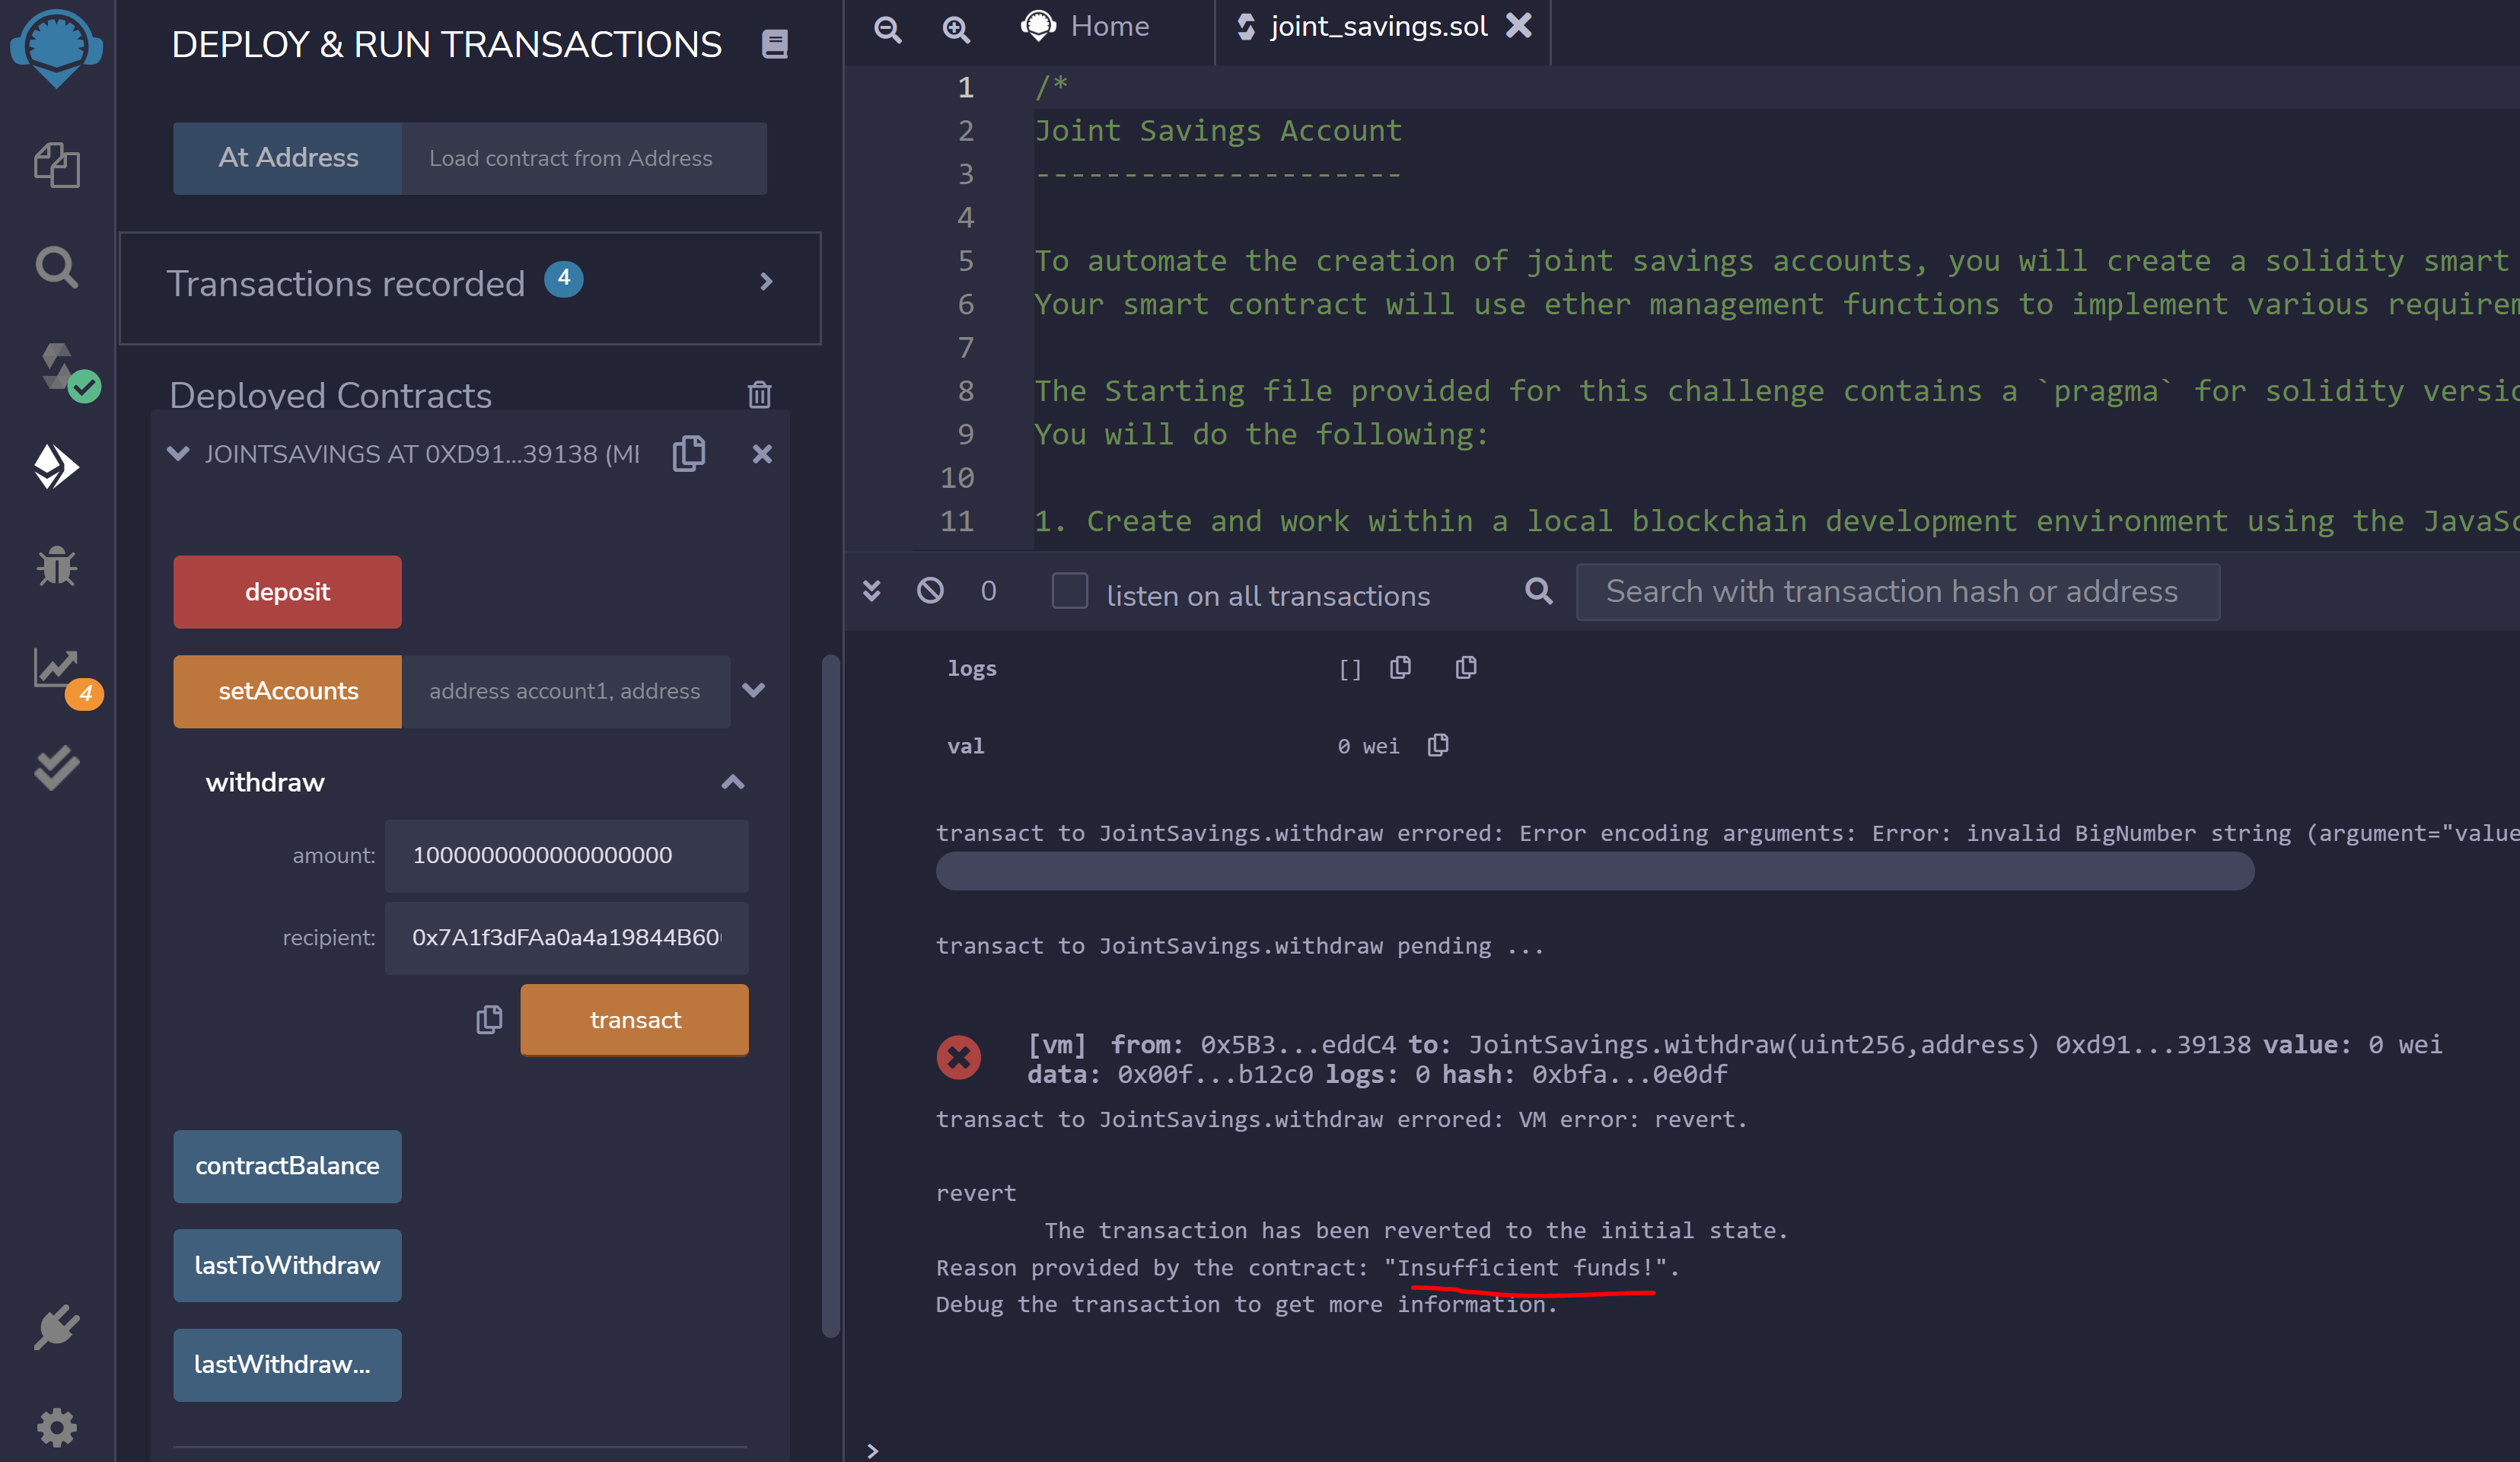 DEPLOY & RUN TRANSACTIONS
At Address
Load contract from Address
Transactions recorded 4
Deployed Contracts
JOINTSAVINGS AT 0XD91...39138 (ME
deposit
setAccounts
address account1, address
withdraw
amount: 1000000000000000000
recipient: 0x7A1f3dFAa0a4a19844B60
transact
contractBalance
lastToWithdraw
lastWithdraw...
4
Home
joint_savings.sol
1 /*
2 Joint Savings Account
3 ---------------------
4
5 To automate the creation of joint savings accounts, you will create a solidity smart
6 Your smart contract will use ether management functions to implement various requirem
7
8 The Starting file provided for this challenge contains a `pragma` for solidity versio
9 You will do the following:
10
11 1. Create and work within a local blockchain development environment using the JavaSc
0
listen on all transactions
Search with transaction hash or address
logs []
val 0 wei
transact to JointSavings.withdraw errored: Error encoding arguments: Error: invalid BigNumber string (argument="value
transact to JointSavings.withdraw pending ...
[vm] from: 0x5B3...eddC4 to: JointSavings.withdraw(uint256,address) 0xd91...39138 value: 0 wei
data: 0x00f...b12c0 logs: 0 hash: 0xbfa...0e0df
transact to JointSavings.withdraw errored: VM error: revert.
revert
The transaction has been reverted to the initial state.
Reason provided by the contract: "Insufficient funds!".
Debug the transaction to get more information.
>